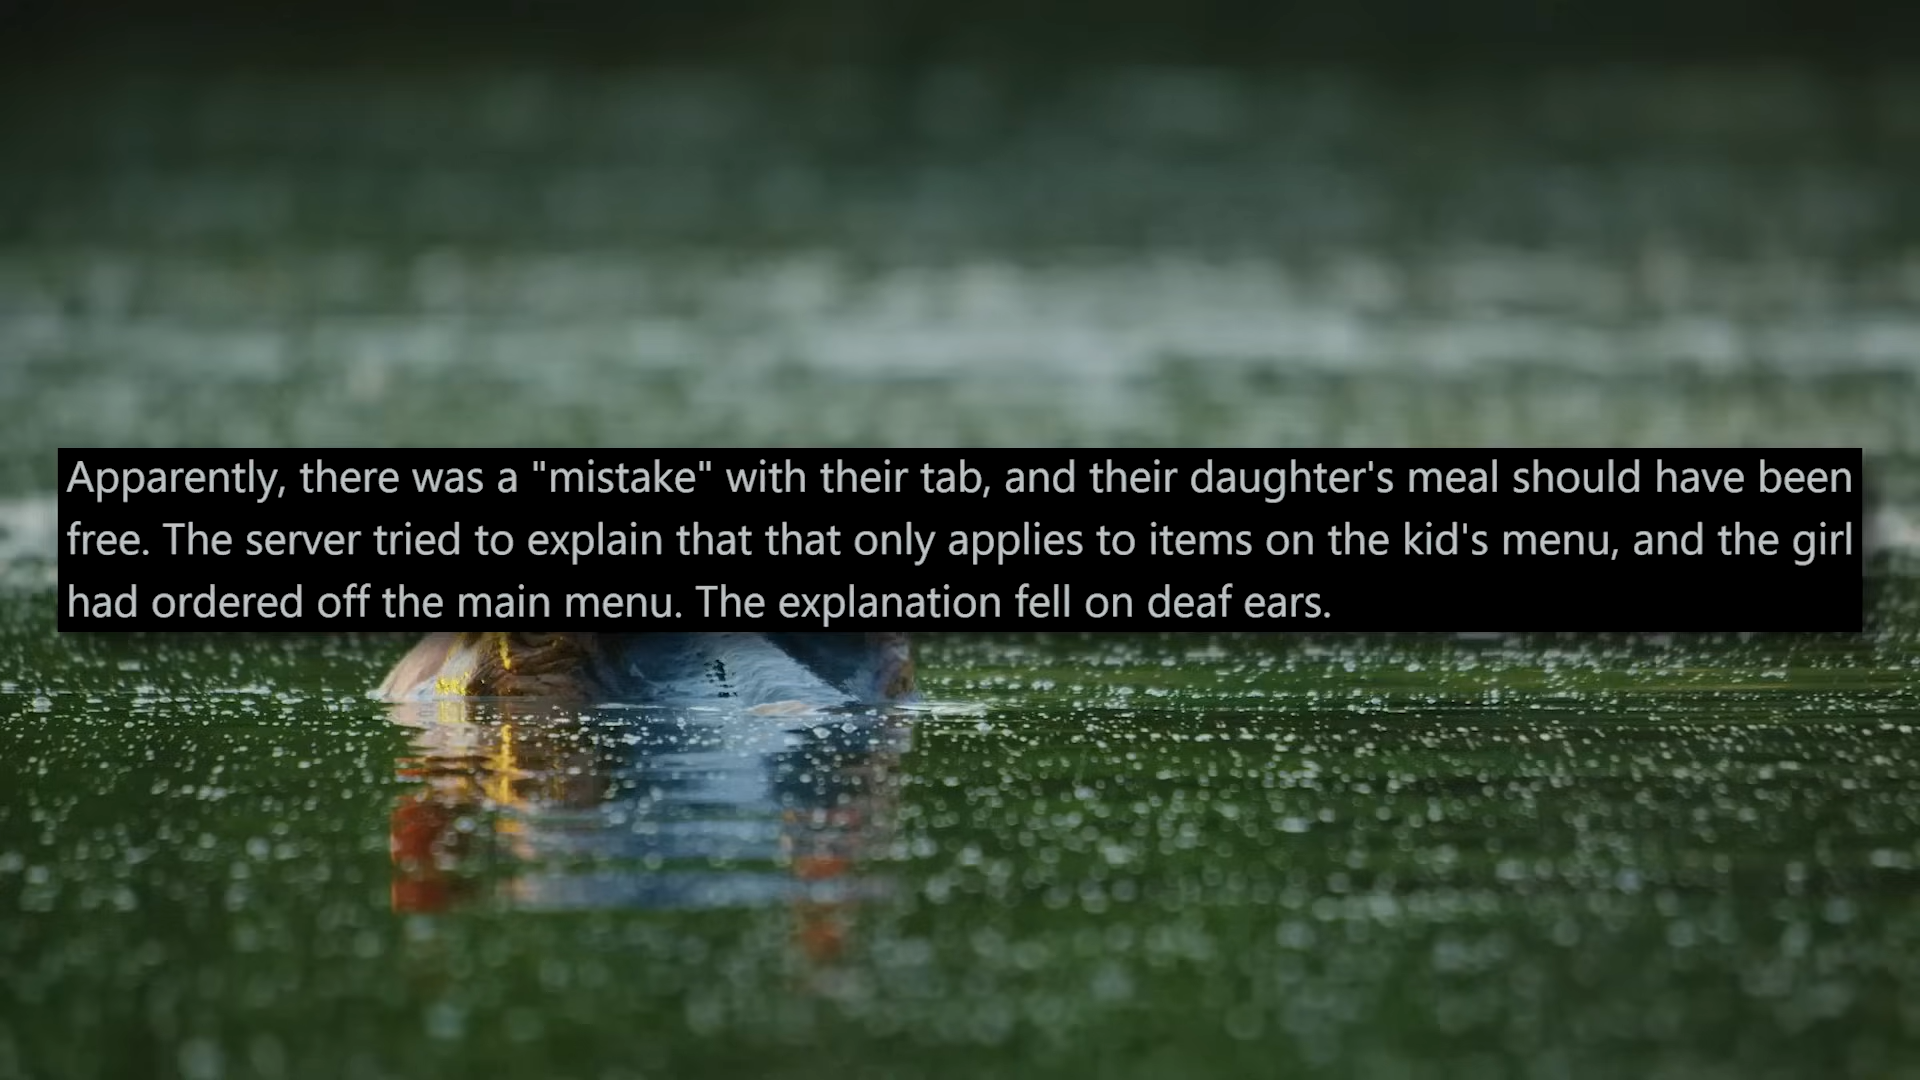 Apparently, there was a "mistake" with their tab, and their daughter's meal should have been
free. The server tried to explain that that only applies to items on the kid's menu, and the girl
had ordered off the main menu. The explanation fell on deaf ears.